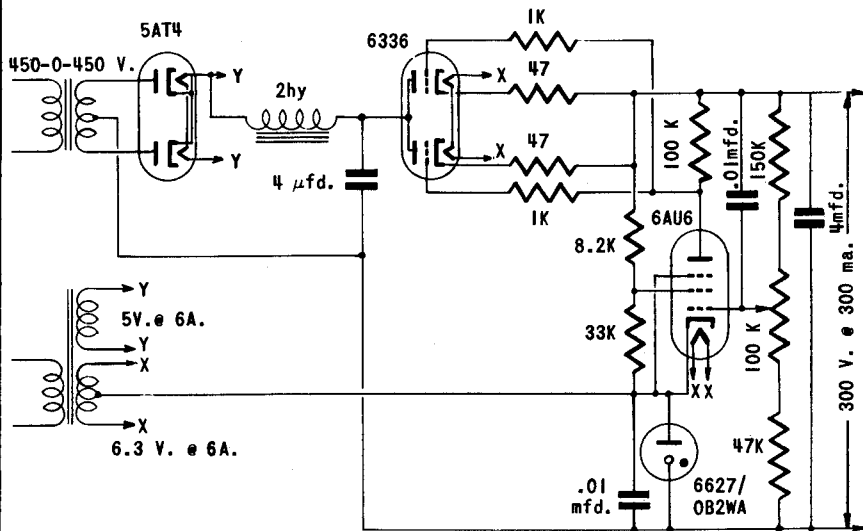 5AT4
6336
1K
450-0-450 V.
Y
2hy
X
47
Y
X
47
4 μfd.
1K
100 K
.01mfd.
150K
4mfd.
6AU6
8.2K
33K
100 K
300 V. @ 300 ma.
Y
5V. @ 6A.
Y
X
X
6.3 V. @ 6A.
XX
47K
.01
mfd.
6627/
OB2WA